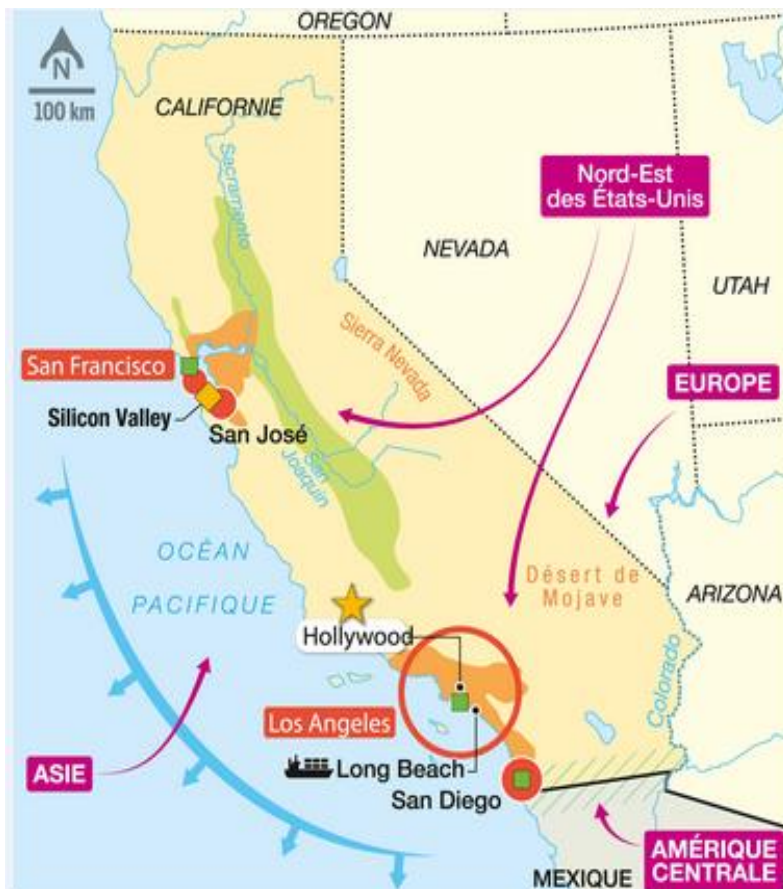 OREGON
N
100 km
CALIFORNIE
Sacramento
Nord-Est
des États-Unis
NEVADA
UTAH
Sierra Nevada
San Francisco
EUROPE
Silicon Valley
San José
San
Joaquin
OCÉAN
PACIFIQUE
Désert de
Mojave
ARIZONA
Hollywood
Colorado
Los Angeles
ASIE
Long Beach
San Diego
AMÉRIQUE
CENTRALE
MEXIQUE